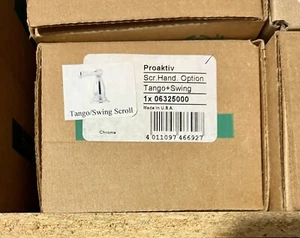 Proaktiv
Scr.Hand. Option
Tango+Swing
1x 06325000
Made in U.S.A.
Tango/Swing Scroll
Chrome
4 011097 466927